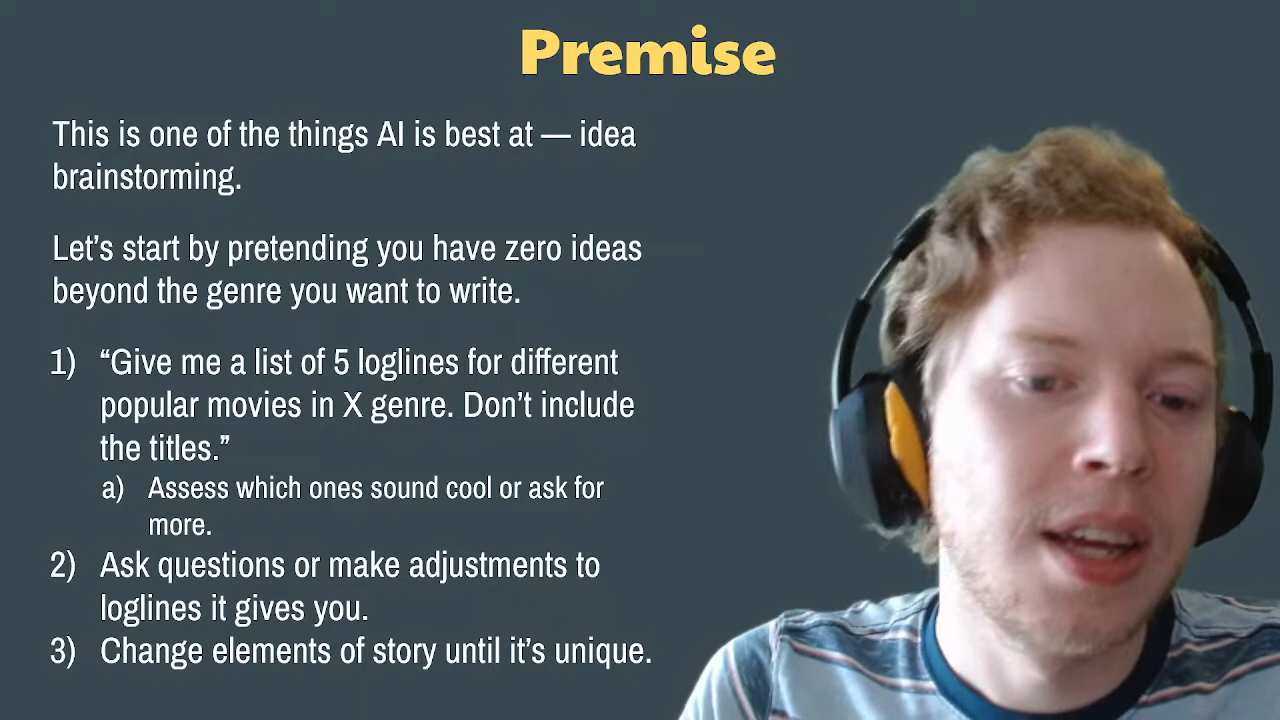 Premise
This is one of the things AI is best at — idea
brainstorming.
Let’s start by pretending you have zero ideas
beyond the genre you want to write.
1) “Give me a list of 5 loglines for different
popular movies in X genre. Don’t include
the titles.”
a) Assess which ones sound cool or ask for
more.
2) Ask questions or make adjustments to
loglines it gives you.
3) Change elements of story until it’s unique.